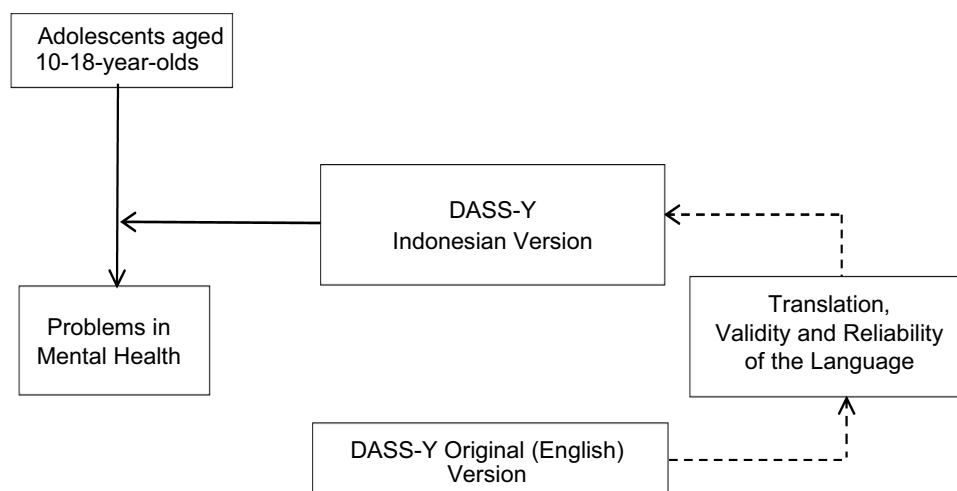 Adolescents aged
10-18-year-olds
DASS-Y
Indonesian Version
Problems in
Mental Health
Translation,
Validity and Reliability
of the Language
DASS-Y Original (English)
Version